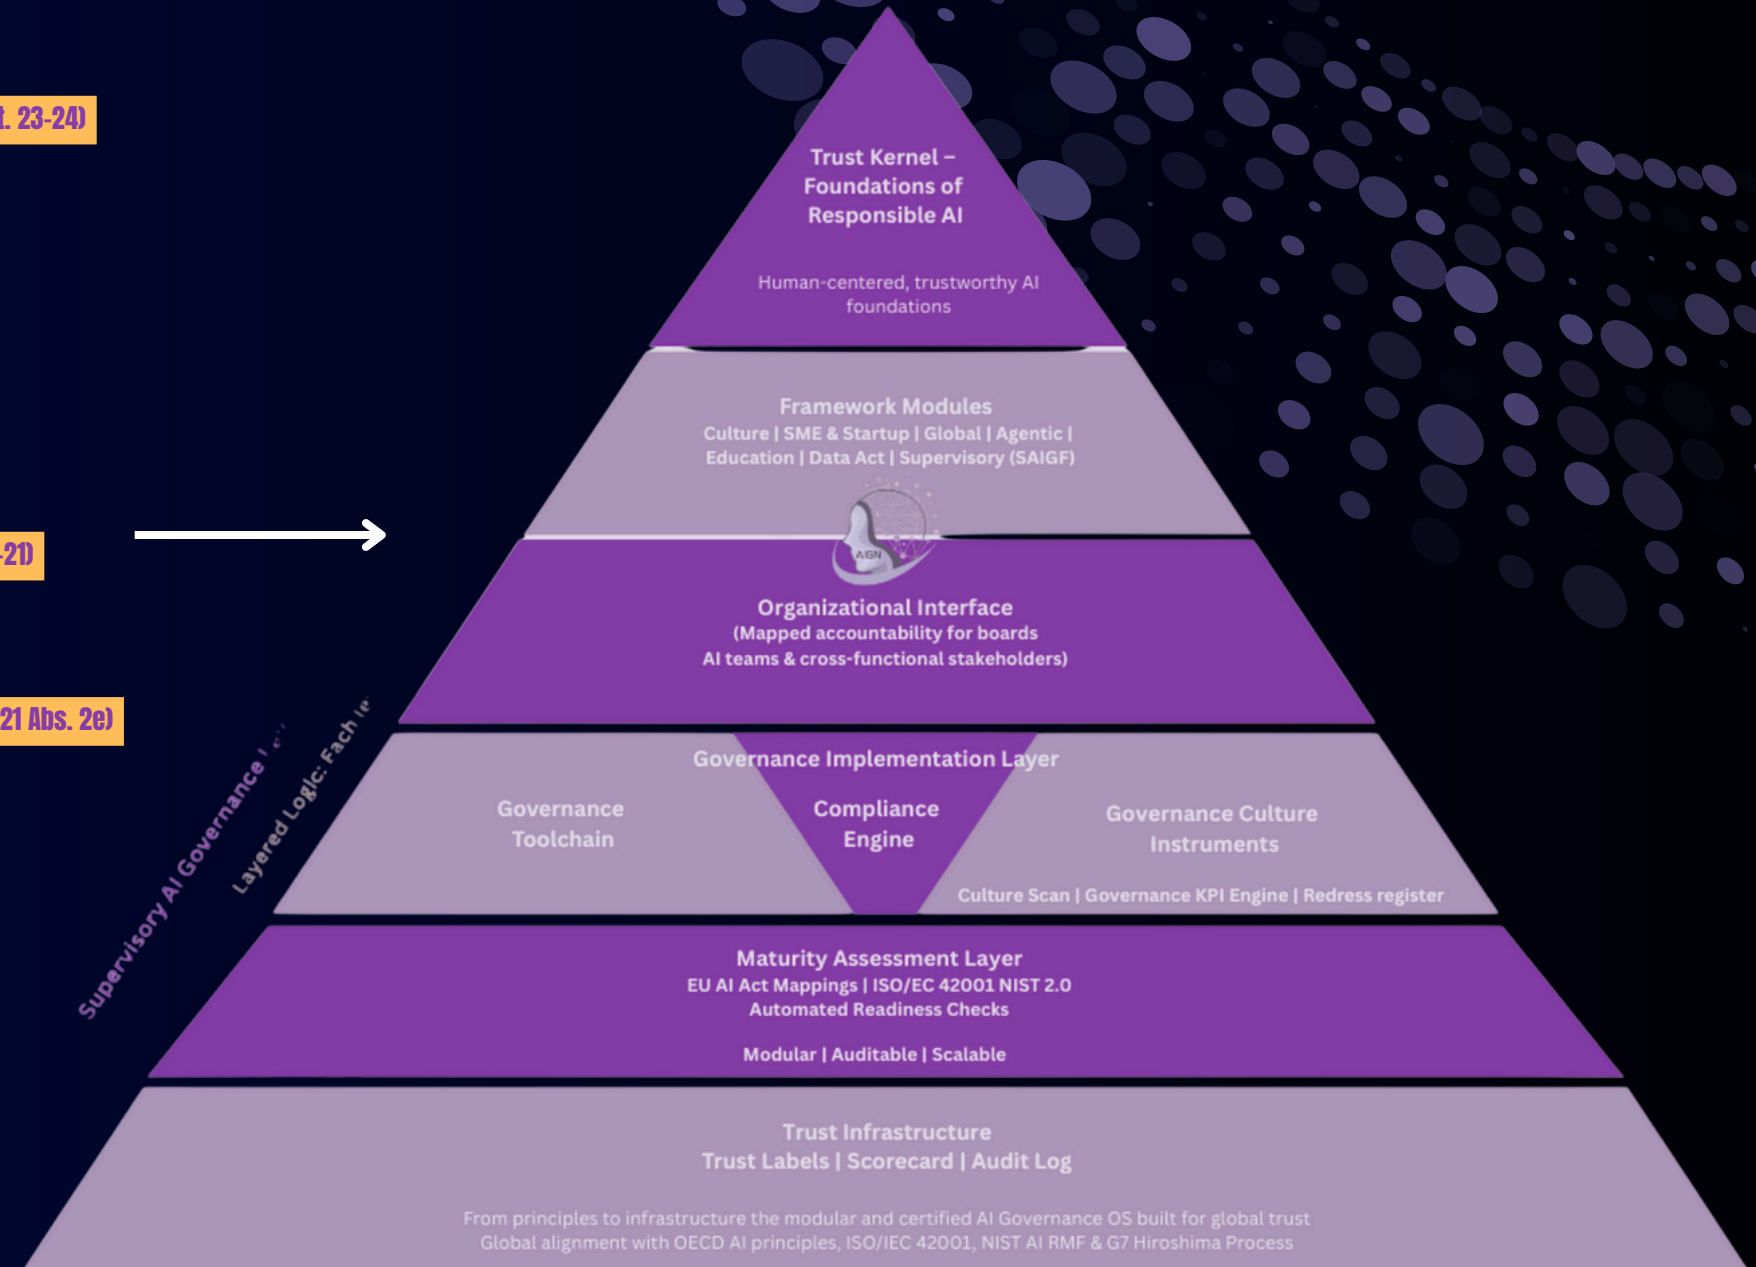 t. 23-24)
-21)
21 Abs. 2e)
Trust Kernel –
Foundations of
Responsible AI
Human-centered, trustworthy AI
foundations
Framework Modules
Culture | SME & Startup | Global | Agentic |
Education | Data Act | Supervisory (SAIGF)
AIGN
Organizational Interface
(Mapped accountability for boards
AI teams & cross-functional stakeholders)
Supervisory AI Governance
Layered Logic: Each
Governance Implementation Layer
Governance
Toolchain
Compliance
Engine
Governance Culture
Instruments
Culture Scan | Governance KPI Engine | Redress register
Maturity Assessment Layer
EU AI Act Mappings | ISO/EC 42001 NIST 2.0
Automated Readiness Checks
Modular | Auditable | Scalable
Trust Infrastructure
Trust Labels | Scorecard | Audit Log
From principles to infrastructure the modular and certified AI Governance OS built for global trust
Global alignment with OECD AI principles, ISO/IEC 42001, NIST AI RMF & G7 Hiroshima Process